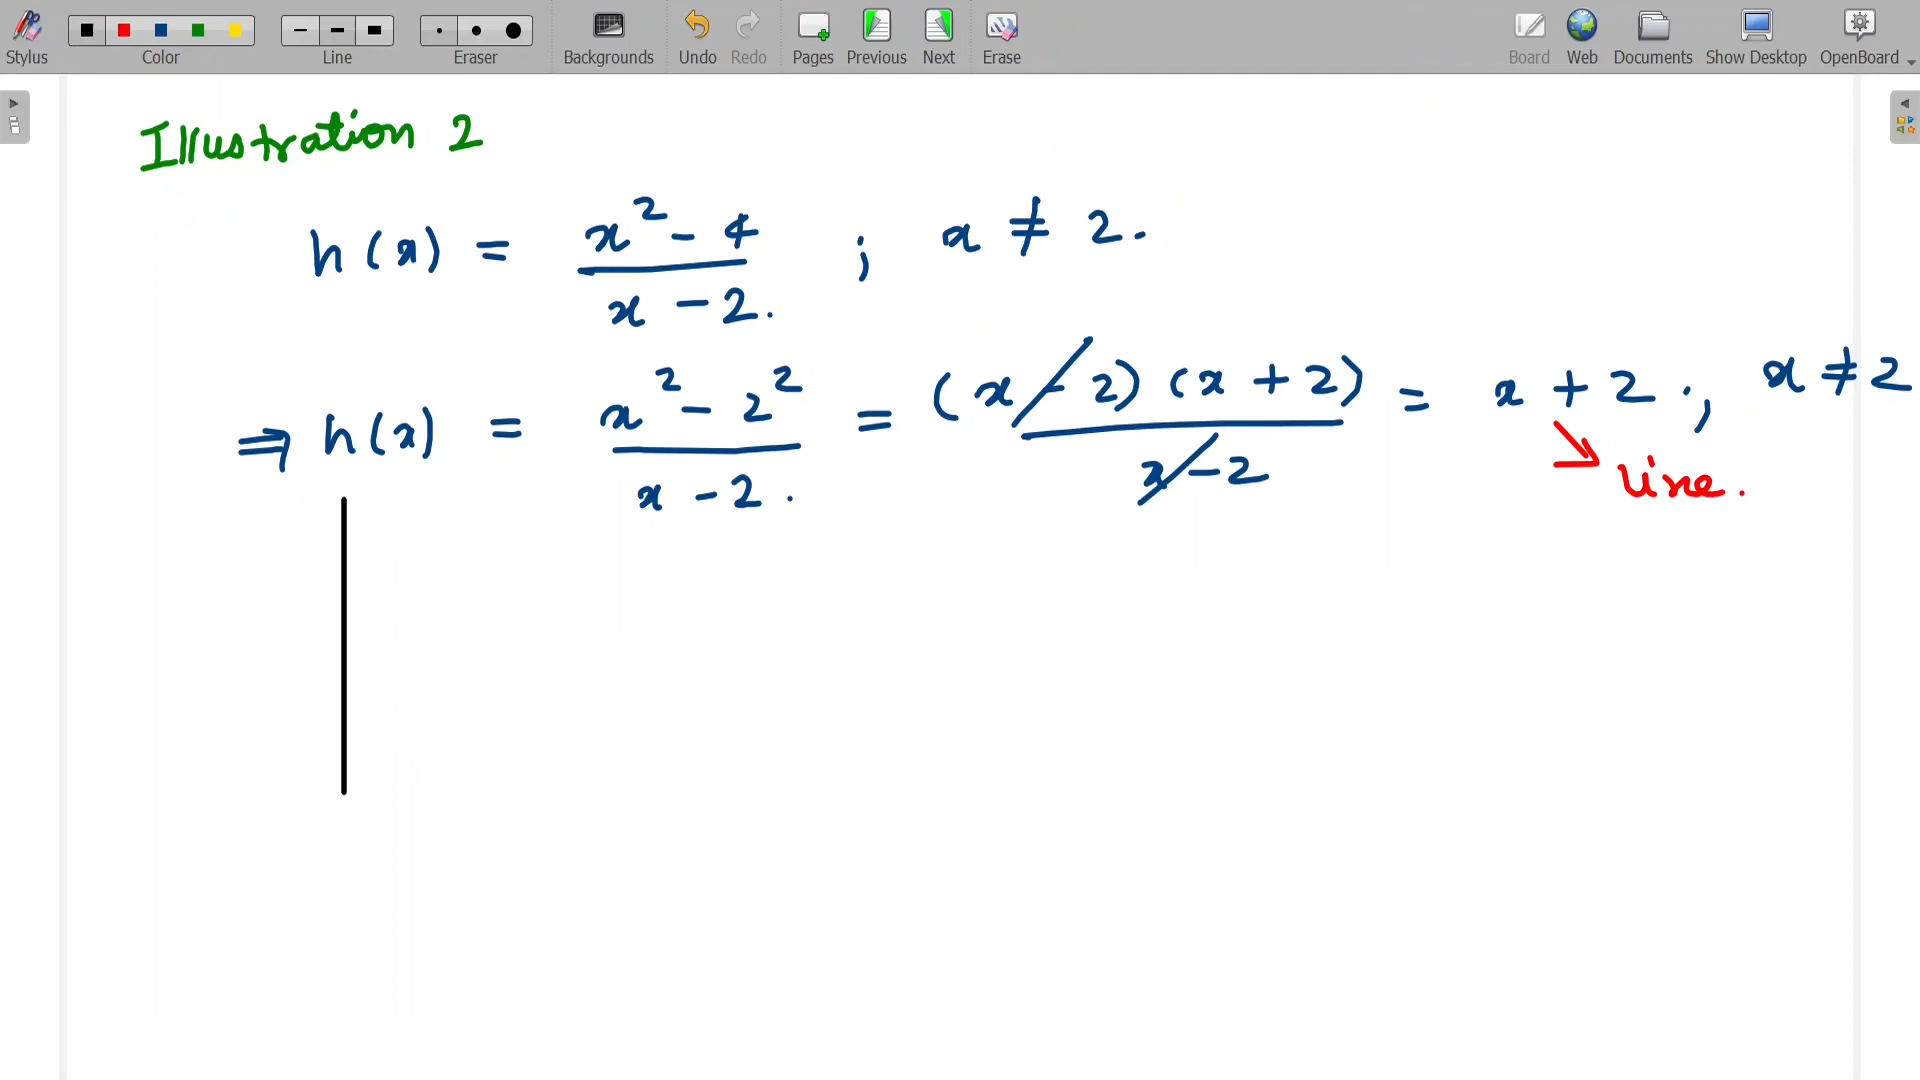 Stylus Color Line Eraser Backgrounds Undo Redo Pages Previous Next Erase Board Web Documents Show Desktop OpenBoard
Illustration 2
h(x) = x² - 4 / x - 2. ; x ≠ 2.
⇒ h(x) = x² - 2² / x - 2. = (x - 2) (x + 2) / x - 2 = x + 2 ; x ≠ 2
line.